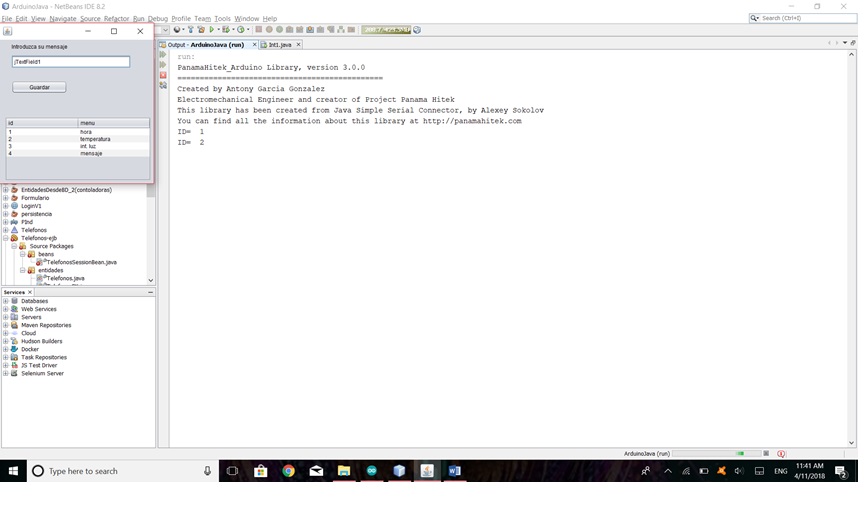 ArduinoJava - NetBeans IDE 8.2
File Edit View Navigate Source Refactor Run Debug Profile Team Tools Window Help
Search (Ctrl+I)
Introduzca su mensaje
jTextField1
Guardar
id menu
1 hora
2 temperatura
3 int. luz
4 mensaje
Output - ArduinoJava (run) × Int1.java ×
run:
PanamaHitek_Arduino Library, version 3.0.0
==============================================
Created by Antony Garcia Gonzalez
Electromechanical Engineer and creator of Project Panama Hitek
This library has been created from Java Simple Serial Connector, by Alexey Sokolov
You can find all the information about this library at http://panamahitek.com
ID= 1
ID= 2
EntidadesDesdeBD_2(contoladoras)
Formulario
LoginV1
persistencia
PInd
Telefonos
Telefonos-ejb
Source Packages
beans
TelefonosSessionBean.java
entidades
Telefonos.java
Services ×
Databases
Web Services
Servers
Maven Repositories
Cloud
Hudson Builders
Docker
Task Repositories
JS Test Driver
Selenium Server
ArduinoJava (run)
Type here to search
ENG
11:41 AM
4/11/2018
2